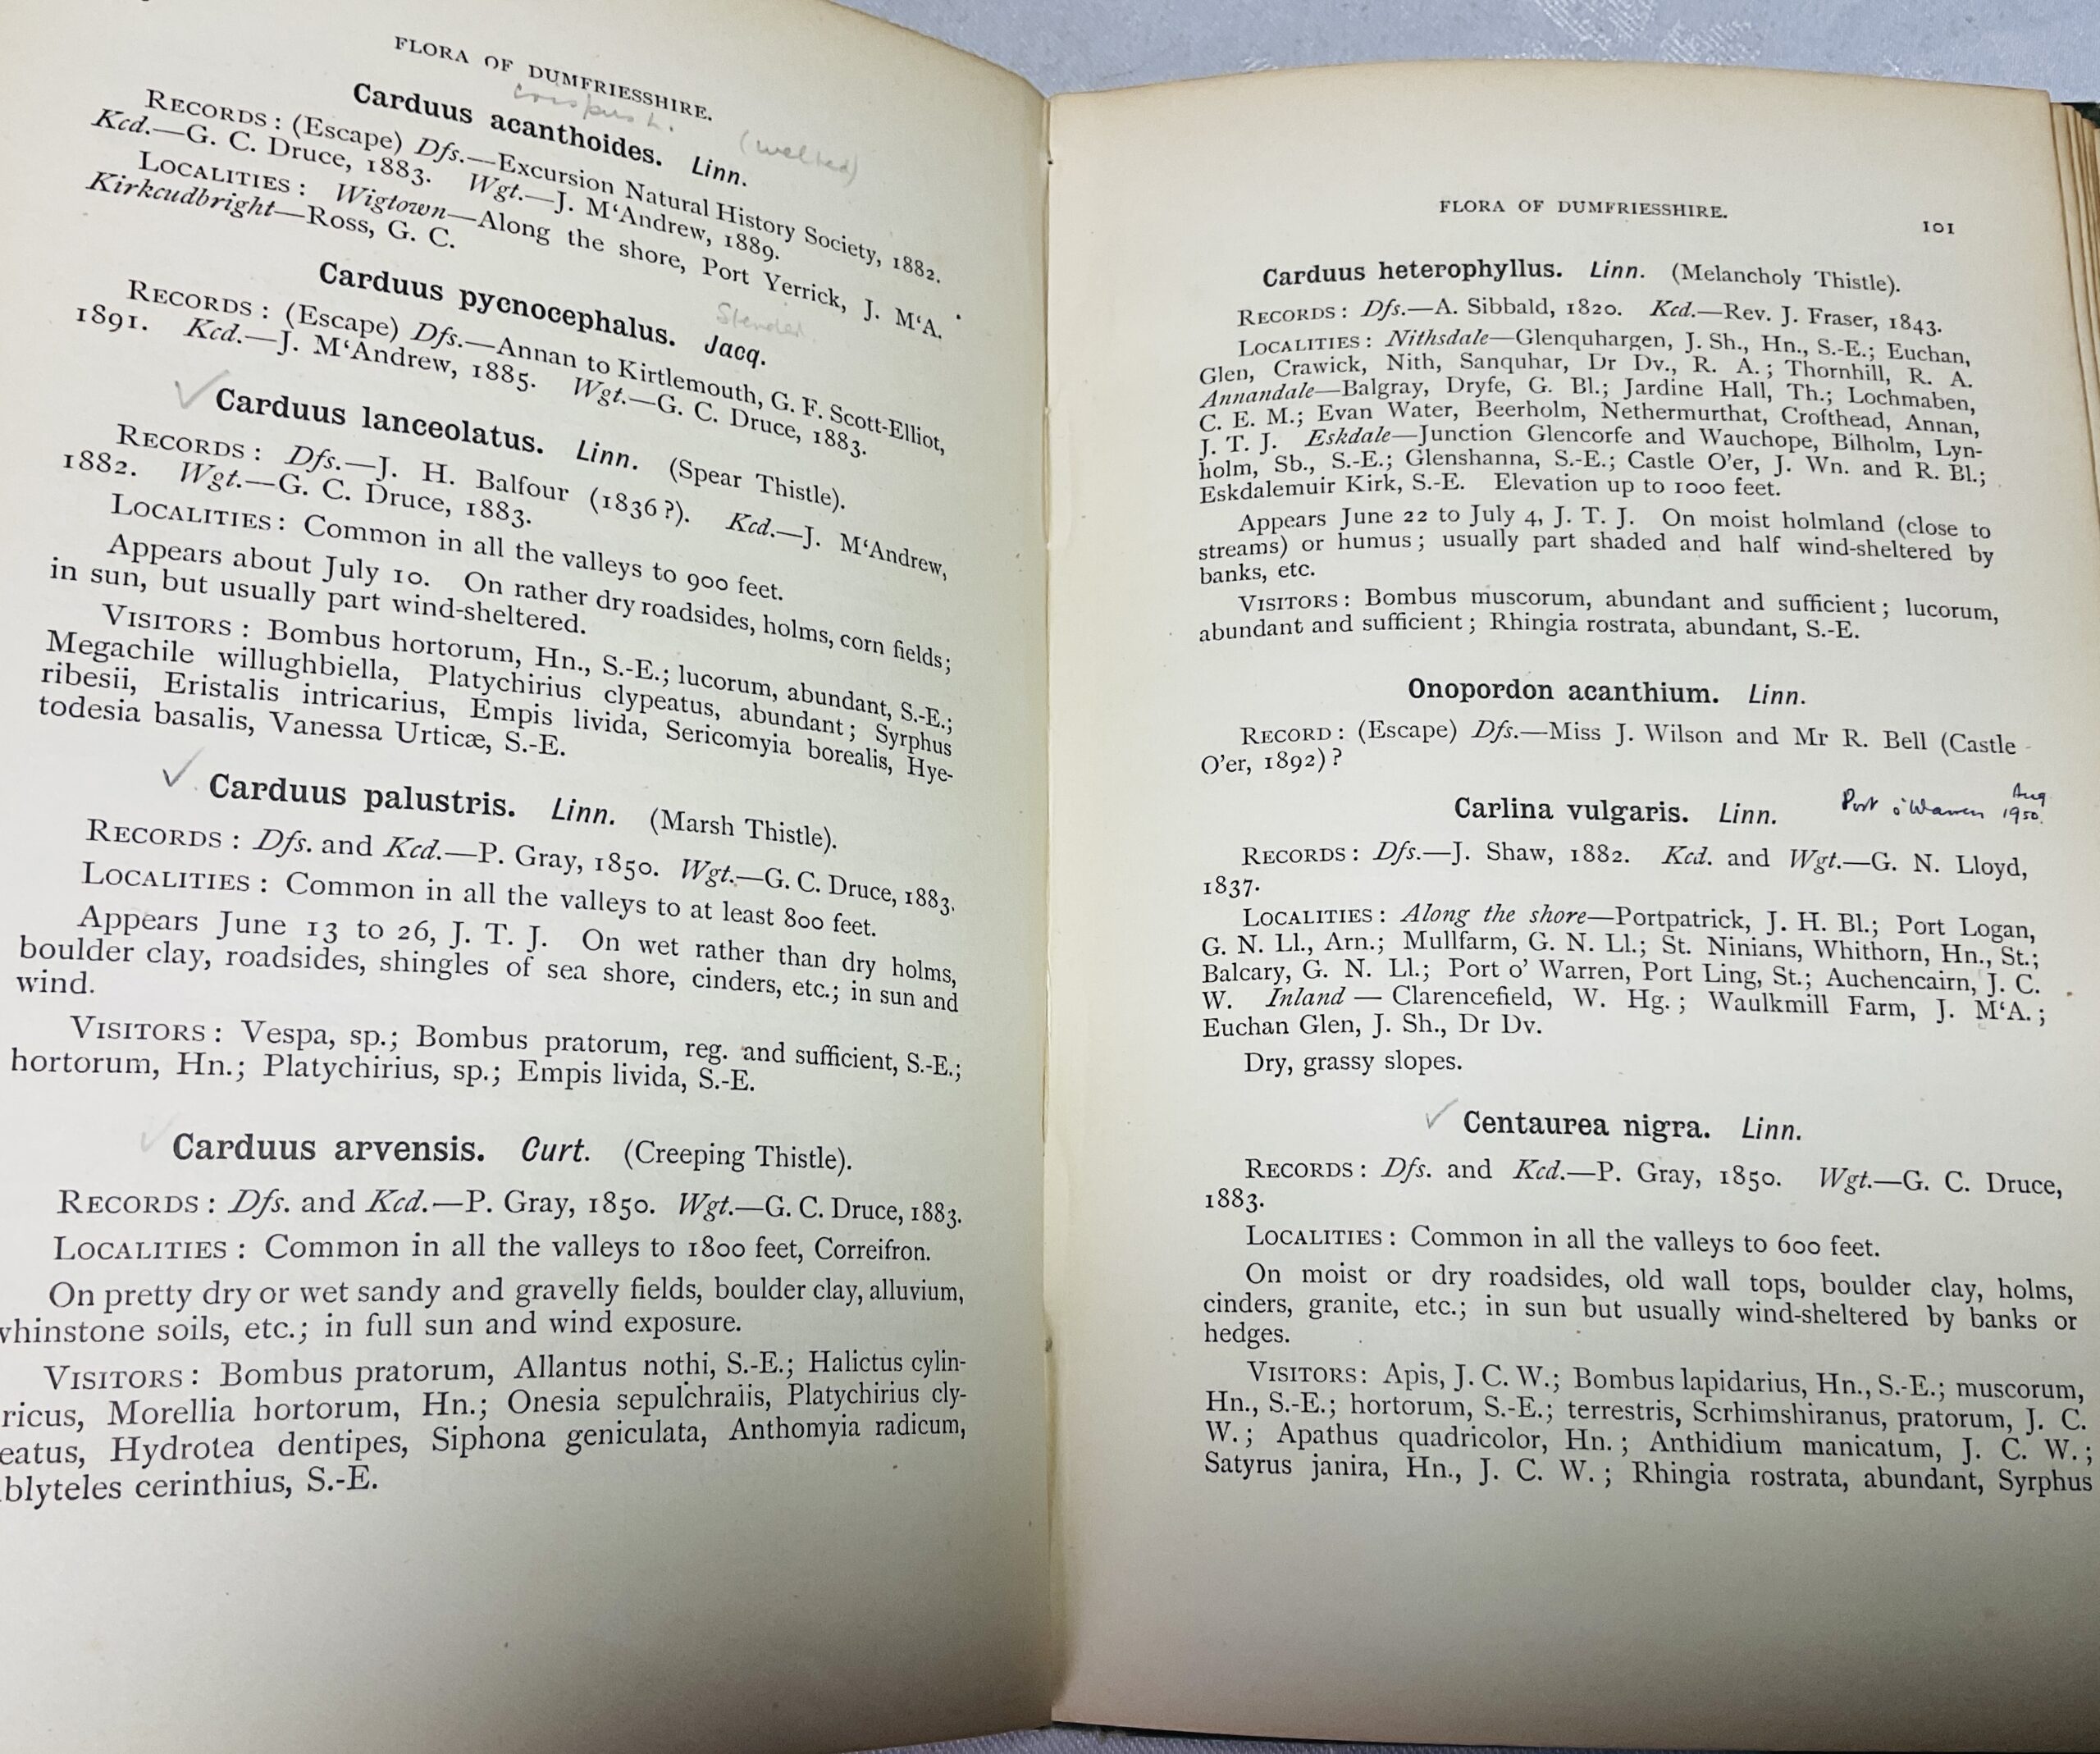 FLORA OF DUMFRIESSHIRE.
Carduus acanthoides. Linn.
crispus L. (welted)
RECORDS: (Escape) Dfs.—Excursion Natural History Society, 1882.
Kcd.—G. C. Druce, 1883. Wgt.—J. M‘Andrew, 1889.
LOCALITIES: Wigtown—Along the shore, Port Yerrick, J. M‘A.
Kirkcudbright—Ross, G. C.
Carduus pycnocephalus. Jacq.
Slender
RECORDS: (Escape) Dfs.—Annan to Kirtlemouth, G. F. Scott-Elliot,
1891. Kcd.—J. M‘Andrew, 1885. Wgt.—G. C. Druce, 1883.
✓ Carduus lanceolatus. Linn. (Spear Thistle).
RECORDS: Dfs.—J. H. Balfour (1836?). Kcd.—J. M‘Andrew,
1882. Wgt.—G. C. Druce, 1883.
LOCALITIES: Common in all the valleys to 900 feet.
Appears about July 10. On rather dry roadsides, holms, corn fields;
in sun, but usually part wind-sheltered.
VISITORS: Bombus hortorum, Hn., S.-E.; lucorum, abundant, S.-E.;
Megachile willughbiella, Platychirius clypeatus, abundant; Syrphus
ribesii, Eristalis intricarius, Empis livida, Sericomyia borealis, Hye-
todesia basalis, Vanessa Urticæ, S.-E.
✓ Carduus palustris. Linn. (Marsh Thistle).
RECORDS: Dfs. and Kcd.—P. Gray, 1850. Wgt.—G. C. Druce, 1883.
LOCALITIES: Common in all the valleys to at least 800 feet.
Appears June 13 to 26, J. T. J. On wet rather than dry holms,
boulder clay, roadsides, shingles of sea shore, cinders, etc.; in sun and
wind.
VISITORS: Vespa, sp.; Bombus pratorum, reg. and sufficient, S.-E.;
hortorum, Hn.; Platychirius, sp.; Empis livida, S.-E.
✓ Carduus arvensis. Curt. (Creeping Thistle).
RECORDS: Dfs. and Kcd.—P. Gray, 1850. Wgt.—G. C. Druce, 1883.
LOCALITIES: Common in all the valleys to 1800 feet, Correifron.
On pretty dry or wet sandy and gravelly fields, boulder clay, alluvium,
whinstone soils, etc.; in full sun and wind exposure.
VISITORS: Bombus pratorum, Allantus nothi, S.-E.; Halictus cylin-
ricus, Morellia hortorum, Hn.; Onesia sepulchralis, Platychirius cly-
eatus, Hydrotea dentipes, Siphona geniculata, Anthomyia radicum,
blyteles cerinthius, S.-E.
FLORA OF DUMFRIESSHIRE. 101
Carduus heterophyllus. Linn. (Melancholy Thistle).
RECORDS: Dfs.—A. Sibbald, 1820. Kcd.—Rev. J. Fraser, 1843.
LOCALITIES: Nithsdale—Glenquhargen, J. Sh., Hn., S.-E.; Euchan,
Glen, Crawick, Nith, Sanquhar, Dr Dv., R. A.; Thornhill, R. A.
Annandale—Balgray, Dryfe, G. Bl.; Jardine Hall, Th.; Lochmaben,
C. E. M.; Evan Water, Beerholm, Nethermurthat, Crofthead, Annan,
J. T. J. Eskdale—Junction Glencorfe and Wauchope, Bilholm, Lyn-
holm, Sb., S.-E.; Glenshanna, S.-E.; Castle O'er, J. Wn. and R. Bl.;
Eskdalemuir Kirk, S.-E. Elevation up to 1000 feet.
Appears June 22 to July 4, J. T. J. On moist holmland (close to
streams) or humus; usually part shaded and half wind-sheltered by
banks, etc.
VISITORS: Bombus muscorum, abundant and sufficient; lucorum,
abundant and sufficient; Rhingia rostrata, abundant, S.-E.
Onopordon acanthium. Linn.
RECORD: (Escape) Dfs.—Miss J. Wilson and Mr R. Bell (Castle
O'er, 1892)?
Carlina vulgaris. Linn. Port o'Warren Aug 1950.
RECORDS: Dfs.—J. Shaw, 1882. Kcd. and Wgt.—G. N. Lloyd,
1837.
LOCALITIES: Along the shore—Portpatrick, J. H. Bl.; Port Logan,
G. N. Ll., Arn.; Mullfarm, G. N. Ll.; St. Ninians, Whithorn, Hn., St.;
Balcary, G. N. Ll.; Port o' Warren, Port Ling, St.; Auchencairn, J. C.
W. Inland — Clarencefield, W. Hg.; Waulkmill Farm, J. M‘A.;
Euchan Glen, J. Sh., Dr Dv.
Dry, grassy slopes.
✓ Centaurea nigra. Linn.
RECORDS: Dfs. and Kcd.—P. Gray, 1850. Wgt.—G. C. Druce,
1883.
LOCALITIES: Common in all the valleys to 600 feet.
On moist or dry roadsides, old wall tops, boulder clay, holms,
cinders, granite, etc.; in sun but usually wind-sheltered by banks or
hedges.
VISITORS: Apis, J. C. W.; Bombus lapidarius, Hn., S.-E.; muscorum,
Hn., S.-E.; hortorum, S.-E.; terrestris, Scrhimshiranus, pratorum, J. C.
W.; Apathus quadricolor, Hn.; Anthidium manicatum, J. C. W.;
Satyrus janira, Hn., J. C. W.; Rhingia rostrata, abundant, Syrphus